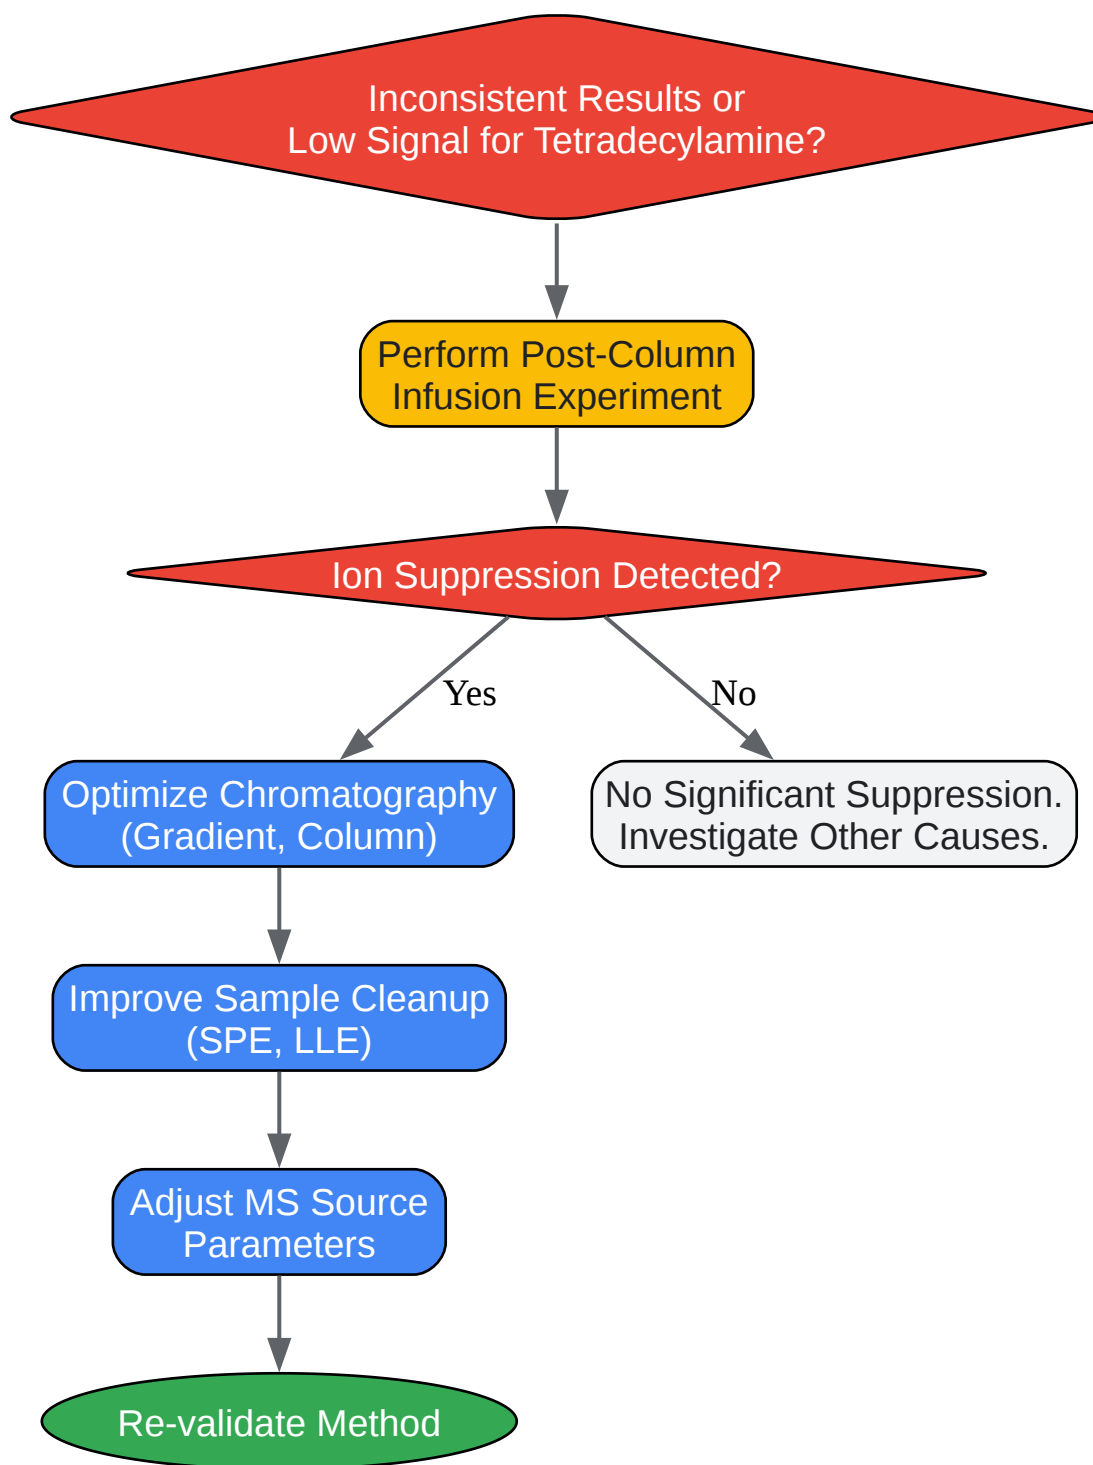 Inconsistent Results or
Low Signal for Tetradecylamine?
Perform Post-Column
Infusion Experiment
Ion Suppression Detected?
Yes
No
Optimize Chromatography
(Gradient, Column)
No Significant Suppression.
Investigate Other Causes.
Improve Sample Cleanup
(SPE, LLE)
Adjust MS Source
Parameters
Re-validate Method